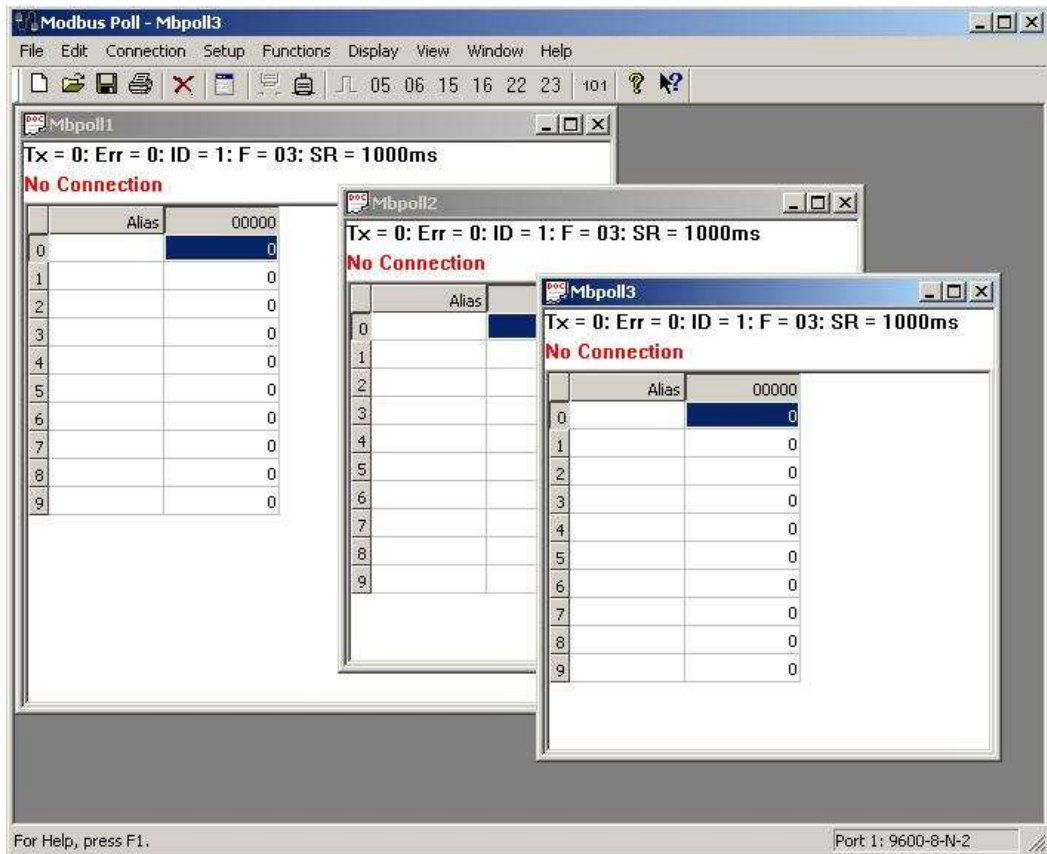 Modbus Poll - Mbpoll3
File Edit Connection Setup Functions Display View Window Help
05 06 15 16 22 23 101
Mbpoll1
Tx = 0: Err = 0: ID = 1: F = 03: SR = 1000ms
No Connection
Alias 00000
0 0
1 0
2 0
3 0
4 0
5 0
6 0
7 0
8 0
9 0
Mbpoll2
Tx = 0: Err = 0: ID = 1: F = 03: SR = 1000ms
No Connection
Alias
0
1
2
3
4
5
6
7
8
9
Mbpoll3
Tx = 0: Err = 0: ID = 1: F = 03: SR = 1000ms
No Connection
Alias 00000
0 0
1 0
2 0
3 0
4 0
5 0
6 0
7 0
8 0
9 0
For Help, press F1.
Port 1: 9600-8-N-2